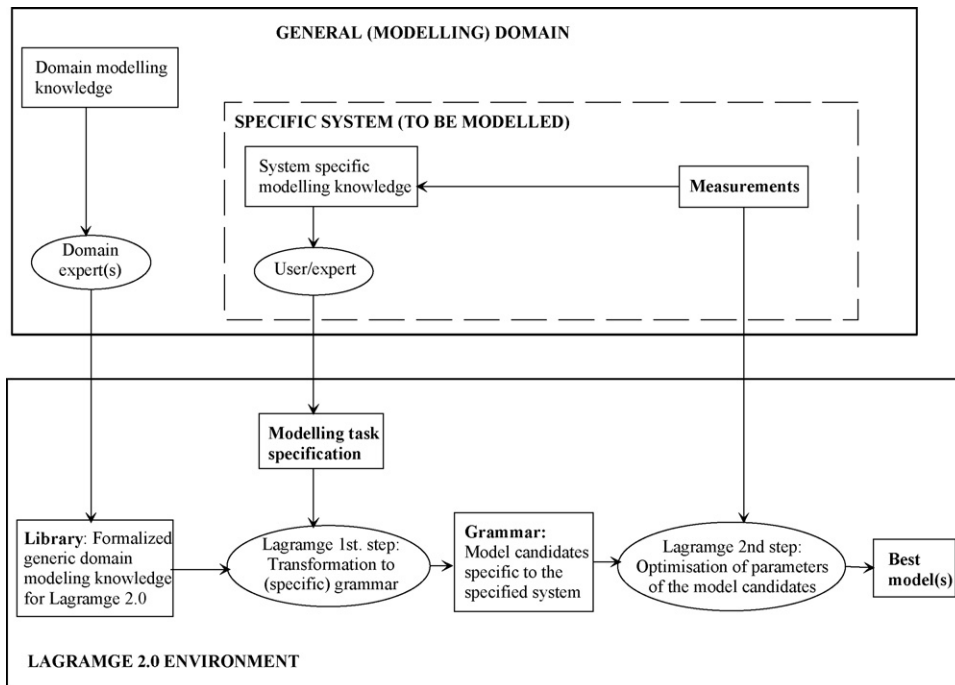 GENERAL (MODELLING) DOMAIN
Domain modelling
knowledge
SPECIFIC SYSTEM (TO BE MODELLED)
System specific
modelling knowledge
Measurements
Domain
expert(s)
User/expert
Modelling task
specification
Library: Formalized
generic domain
modeling knowledge
for Lagramge 2.0
Lagramge 1st. step:
Transformation to
(specific) grammar
Grammar:
Model candidates
specific to the
specified system
Lagramge 2nd step:
Optimisation of parameters
of the model candidates
Best
model(s)
LAGRAMGE 2.0 ENVIRONMENT